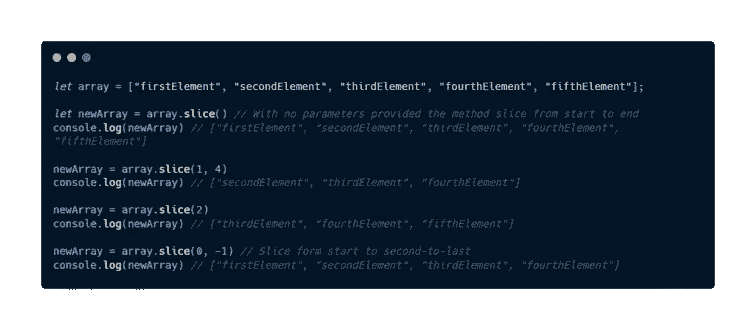 let array = ["firstElement", "secondElement", "thirdElement", "fourthElement", "fifthElement"];
let newArray = array.slice() // With no parameters provided the method slice from start to end
console.log(newArray) // ["firstElement", "secondElement", "thirdElement", "fourthElement",
"fifthElement"]
newArray = array.slice(1, 4)
console.log(newArray) // ["secondElement", "thirdElement", "fourthElement"]
newArray = array.slice(2)
console.log(newArray) // ["thirdElement", "fourthElement", "fifthElement"]
newArray = array.slice(0, -1) // Slice form start to second-to-last
console.log(newArray) // ["firstElement", "secondElement", "thirdElement", "fourthElement"]